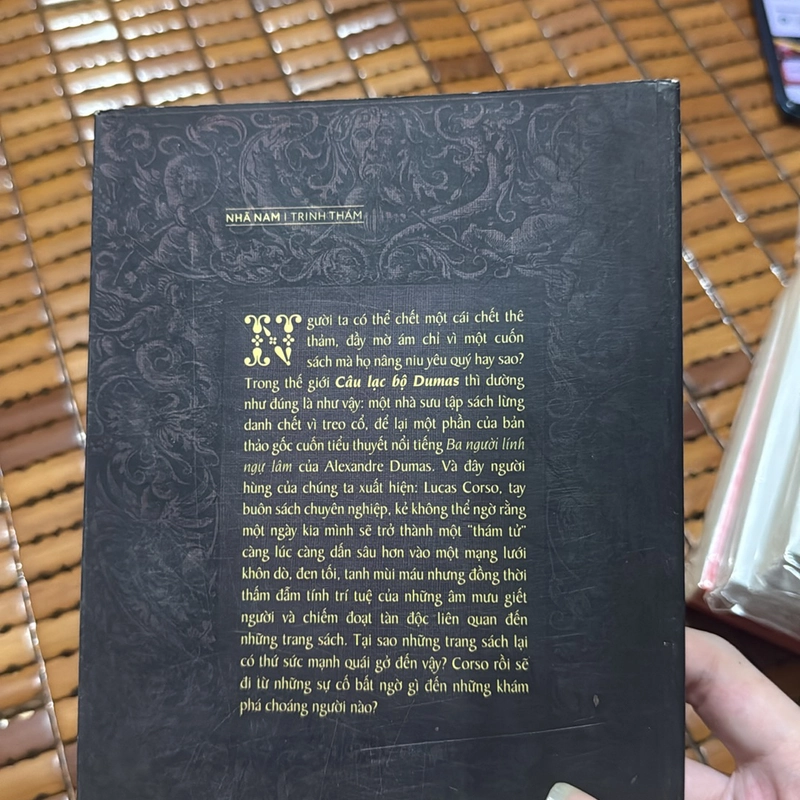 NHÃ NAM | TRINH THÁM
Người ta có thể chết một cái chết thê
thảm, đầy mờ ám chỉ vì một cuốn
sách mà họ nâng niu yêu quý hay sao?
Trong thế giới Câu lạc bộ Dumas thì dường
như đúng là như vậy: một nhà sưu tập sách lừng
danh chết vì treo cổ, để lại một phần của bản
thảo gốc cuốn tiểu thuyết nổi tiếng Ba người lính
ngự lâm của Alexandre Dumas. Và đây người
hùng của chúng ta xuất hiện: Lucas Corso, tay
buôn sách chuyên nghiệp, kẻ không thể ngờ rằng
một ngày kia mình sẽ trở thành một "thám tử"
càng lúc càng dấn sâu hơn vào một mạng lưới
khôn dò, đen tối, tanh mùi máu nhưng đồng thời
thấm đẫm tính trí tuệ của những âm mưu giết
người và chiếm đoạt tàn độc liên quan đến
những trang sách. Tại sao những trang sách lại
có thứ sức mạnh quái gở đến vậy? Corso rồi sẽ
đi từ những sự cố bất ngờ gì đến những khám
phá choáng người nào?